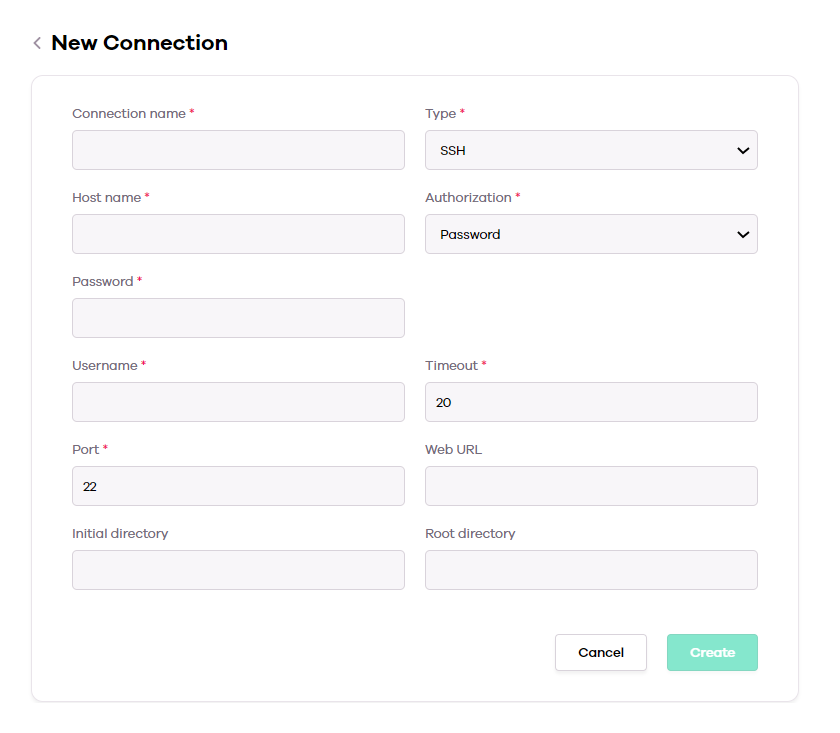 New Connection
Connection name * Type *
SSH
Host name * Authorization *
Password
Password *
Username * Timeout *
20
Port * Web URL
22
Initial directory Root directory
Cancel Create